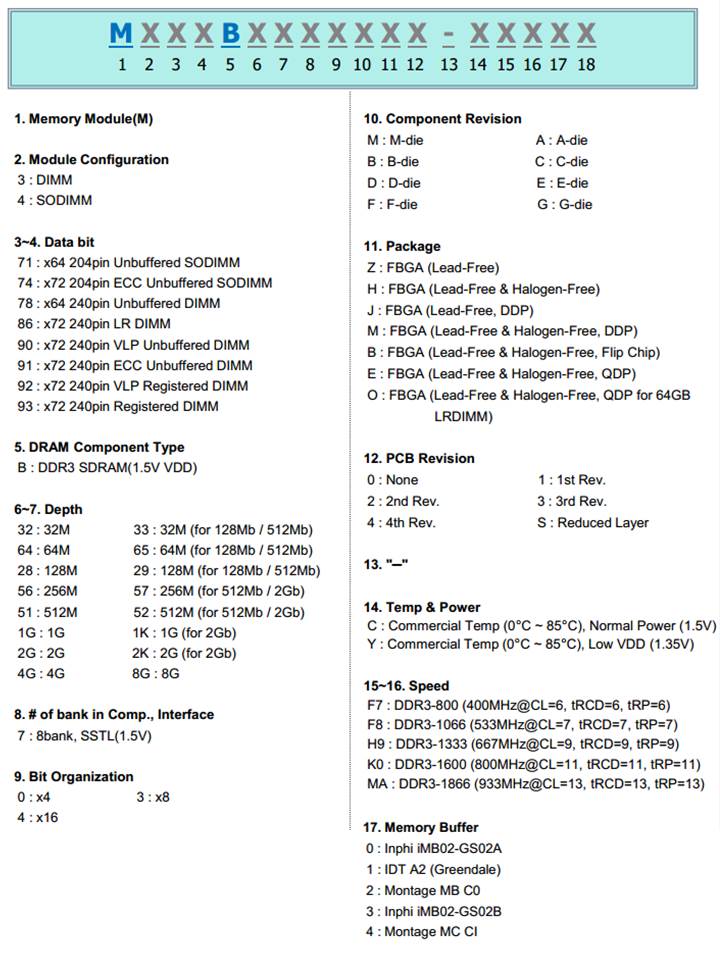 M X X X B X X X X X X X - X X X X X
1 2 3 4 5 6 7 8 9 10 11 12 13 14 15 16 17 18
1. Memory Module(M)
2. Module Configuration
3 : DIMM
4 : SODIMM
3~4. Data bit
71 : x64 204pin Unbuffered SODIMM
74 : x72 204pin ECC Unbuffered SODIMM
78 : x64 240pin Unbuffered DIMM
86 : x72 240pin LR DIMM
90 : x72 240pin VLP Unbuffered DIMM
91 : x72 240pin ECC Unbuffered DIMM
92 : x72 240pin VLP Registered DIMM
93 : x72 240pin Registered DIMM
5. DRAM Component Type
B : DDR3 SDRAM(1.5V VDD)
6~7. Depth
32 : 32M 33 : 32M (for 128Mb / 512Mb)
64 : 64M 65 : 64M (for 128Mb / 512Mb)
28 : 128M 29 : 128M (for 128Mb / 512Mb)
56 : 256M 57 : 256M (for 512Mb / 2Gb)
51 : 512M 52 : 512M (for 512Mb / 2Gb)
1G : 1G 1K : 1G (for 2Gb)
2G : 2G 2K : 2G (for 2Gb)
4G : 4G 8G : 8G
8. # of bank in Comp., Interface
7 : 8bank, SSTL(1.5V)
9. Bit Organization
0 : x4 3 : x8
4 : x16
10. Component Revision
M : M-die A : A-die
B : B-die C : C-die
D : D-die E : E-die
F : F-die G : G-die
11. Package
Z : FBGA (Lead-Free)
H : FBGA (Lead-Free & Halogen-Free)
J : FBGA (Lead-Free, DDP)
M : FBGA (Lead-Free & Halogen-Free, DDP)
B : FBGA (Lead-Free & Halogen-Free, Flip Chip)
E : FBGA (Lead-Free & Halogen-Free, QDP)
O : FBGA (Lead-Free & Halogen-Free, QDP for 64GB
LRDIMM)
12. PCB Revision
0 : None 1 : 1st Rev.
2 : 2nd Rev. 3 : 3rd Rev.
4 : 4th Rev. S : Reduced Layer
13. "─"
14. Temp & Power
C : Commercial Temp (0°C ~ 85°C), Normal Power (1.5V)
Y : Commercial Temp (0°C ~ 85°C), Low VDD (1.35V)
15~16. Speed
F7 : DDR3-800 (400MHz@CL=6, tRCD=6, tRP=6)
F8 : DDR3-1066 (533MHz@CL=7, tRCD=7, tRP=7)
H9 : DDR3-1333 (667MHz@CL=9, tRCD=9, tRP=9)
K0 : DDR3-1600 (800MHz@CL=11, tRCD=11, tRP=11)
MA : DDR3-1866 (933MHz@CL=13, tRCD=13, tRP=13)
17. Memory Buffer
0 : Inphi iMB02-GS02A
1 : IDT A2 (Greendale)
2 : Montage MB C0
3 : Inphi iMB02-GS02B
4 : Montage MC CI